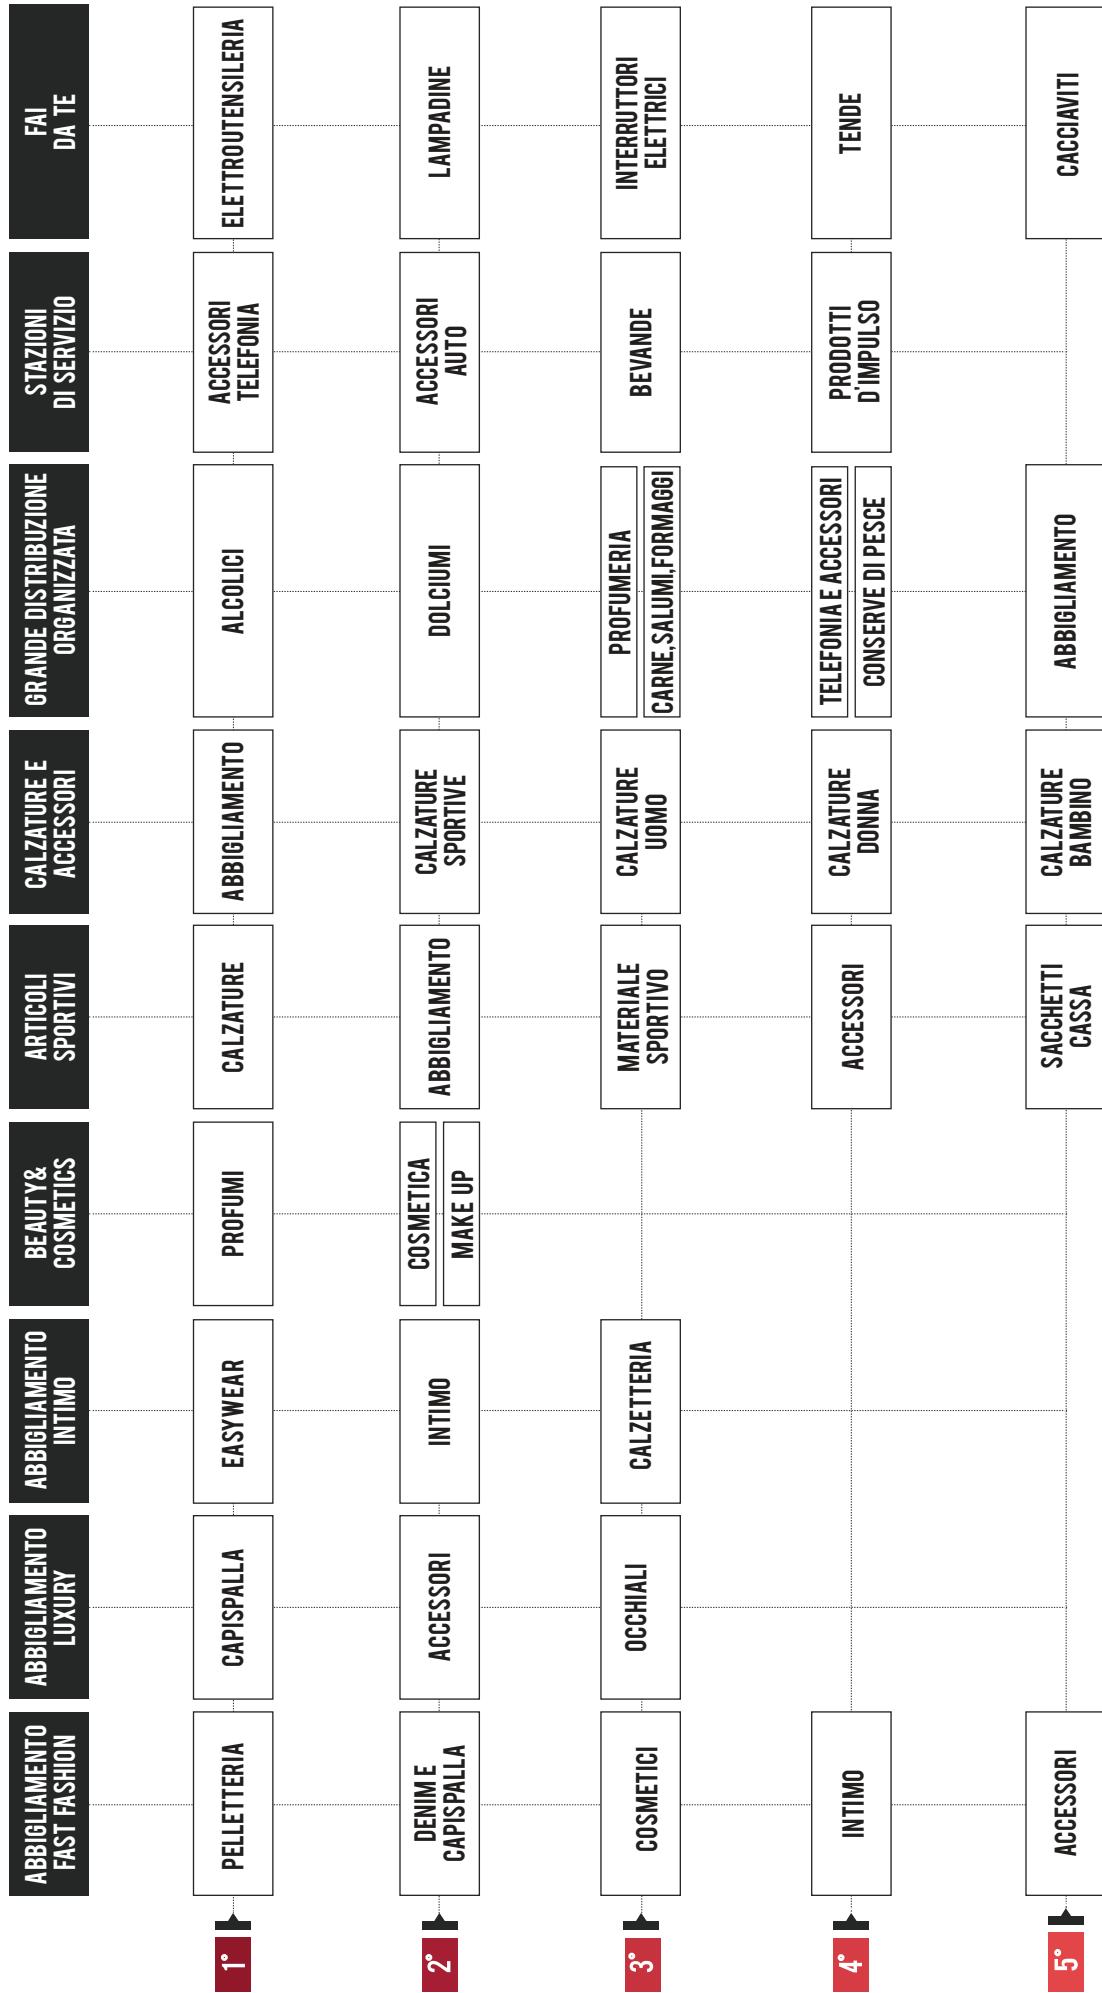 ABBIGLIAMENTO
FAST FASHION
ABBIGLIAMENTO
LUXURY
ABBIGLIAMENTO
INTIMO
BEAUTY&
COSMETICS
ARTICOLI
SPORTIVI
CALZATURE E
ACCESSORI
GRANDE DISTRIBUZIONE
ORGANIZZATA
STAZIONI
DI SERVIZIO
FAI
DA TE
1°
PELLETTERIA
CAPISPALLA
EASYWEAR
PROFUMI
CALZATURE
ABBIGLIAMENTO
ALCOLICI
ACCESSORI
TELEFONIA
ELETTROUTENSILERIA
2°
DENIM E
CAPISPALLA
ACCESSORI
INTIMO
COSMETICA
MAKE UP
ABBIGLIAMENTO
CALZATURE
SPORTIVE
DOLCIUMI
ACCESSORI
AUTO
LAMPADINE
3°
COSMETICI
OCCHIALI
CALZETTERIA
MATERIALE
SPORTIVO
CALZATURE
UOMO
PROFUMERIA
CARNE,SALUMI,FORMAGGI
BEVANDE
INTERRUTTORI
ELETTRICI
4°
INTIMO
ACCESSORI
CALZATURE
DONNA
TELEFONIA E ACCESSORI
CONSERVE DI PESCE
PRODOTTI
D'IMPULSO
TENDE
5°
ACCESSORI
SACCHETTI
CASSA
CALZATURE
BAMBINO
ABBIGLIAMENTO
CACCIAVITI